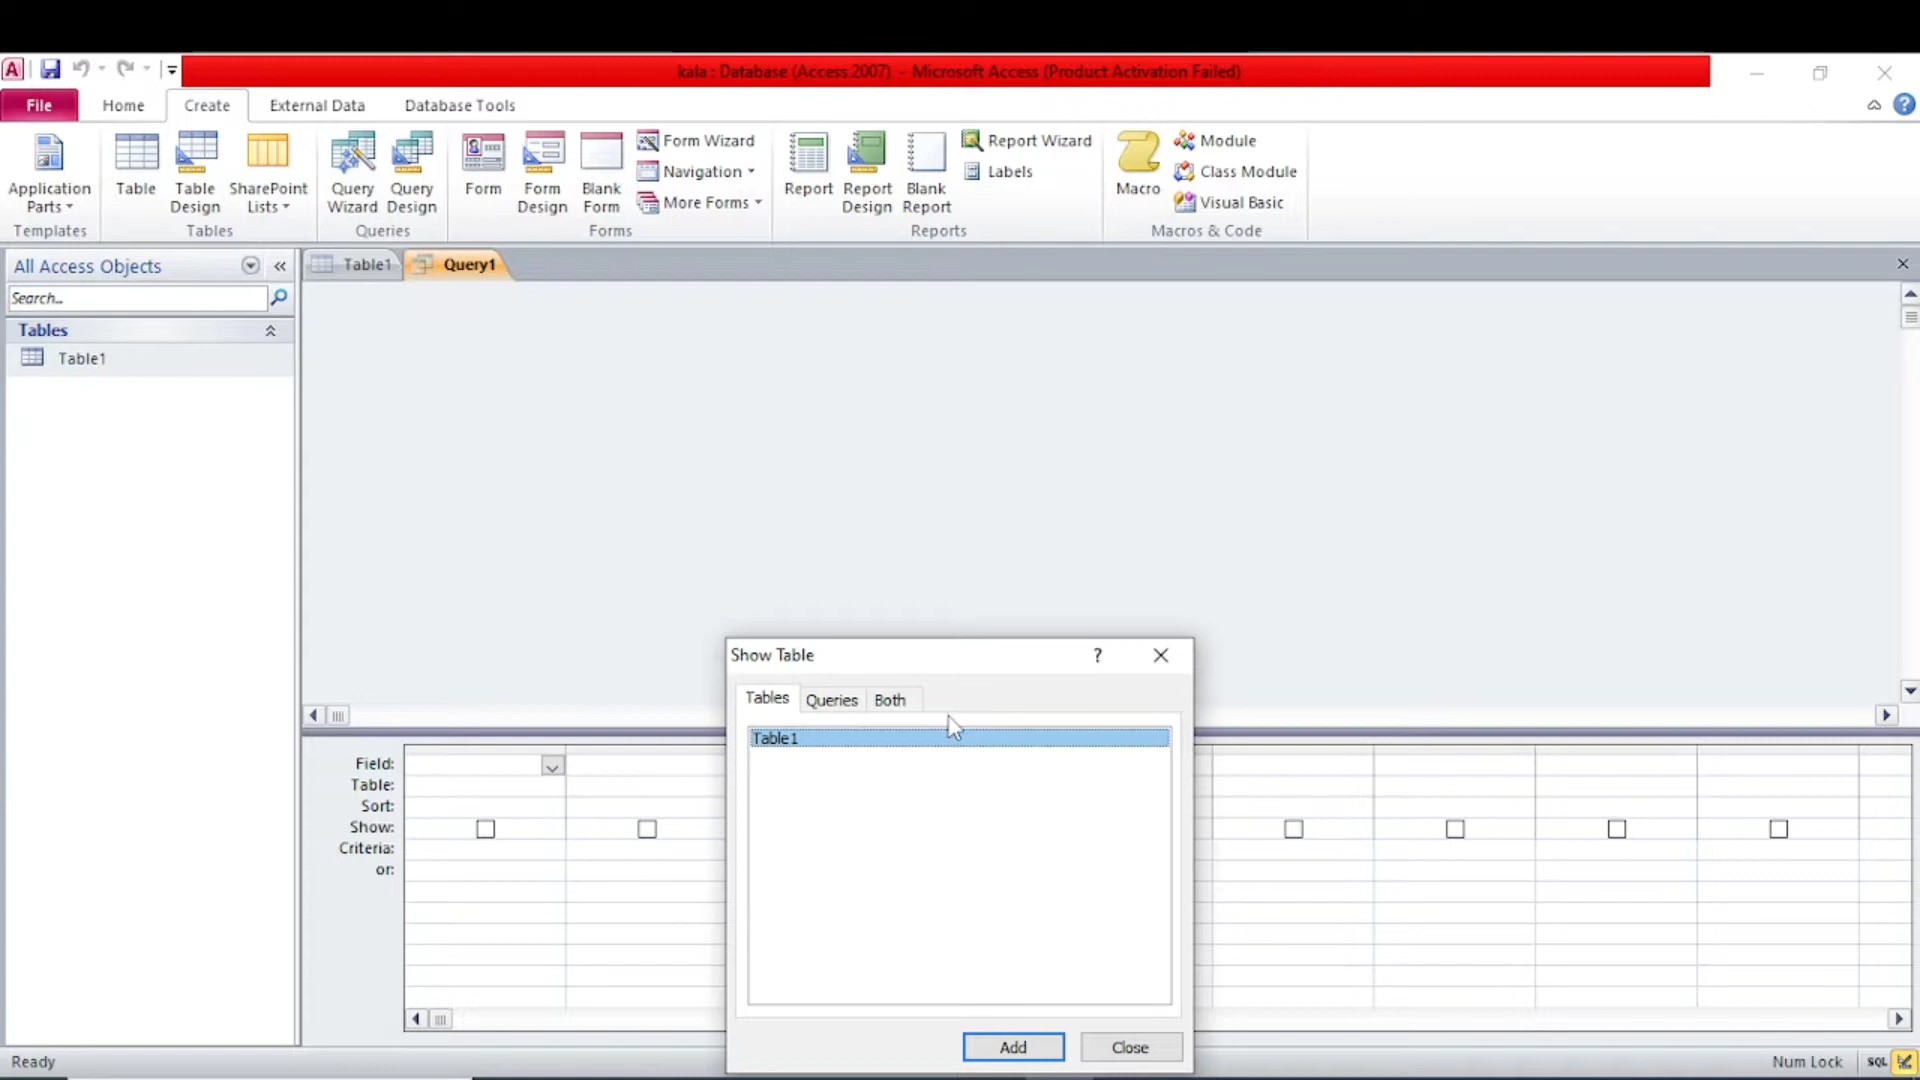 kala : Database (Access 2007) - Microsoft Access (Product Activation Failed)
File Home Create External Data Database Tools
Application Parts
Templates
Table
Table Design
SharePoint Lists
Tables
Query Wizard
Query Design
Queries
Form
Form Design
Blank Form
Form Wizard
Navigation
More Forms
Forms
Report
Report Design
Blank Report
Report Wizard
Labels
Reports
Macro
Module
Class Module
Visual Basic
Macros & Code
All Access Objects
Search...
Tables
Table1
Table1 Query1
Show Table
Tables Queries Both
Table1
Add Close
Field:
Table:
Sort:
Show:
Criteria:
or:
Ready
Num Lock
SQL